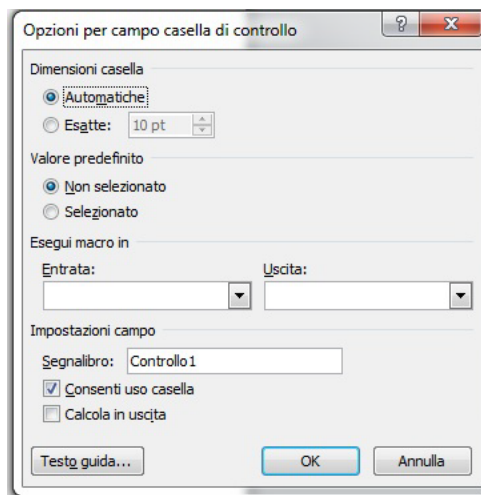 Opzioni per campo casella di controllo
Dimensioni casella
Automatiche
Esatte: 10 pt
Valore predefinito
Non selezionato
Selezionato
Esegui macro in
Entrata: Uscita:
Impostazioni campo
Segnalibro: Controllo1
Consenti uso casella
Calcola in uscita
Testo guida... OK Annulla